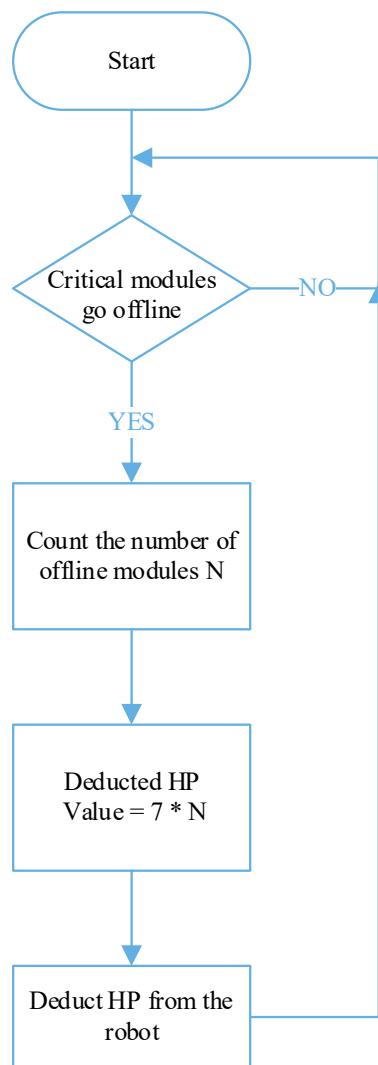 Start
Critical modules
go offline
NO
YES
Count the number of
offline modules N
Deducted HP
Value = 7 * N
Deduct HP from the
robot